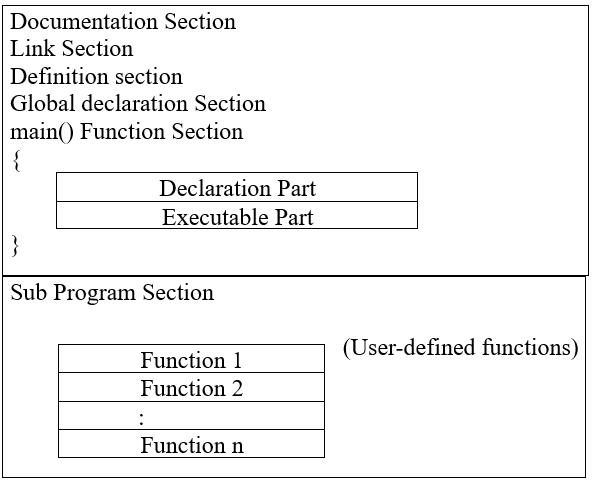 Documentation Section
Link Section
Definition section
Global declaration Section
main() Function Section
{
Declaration Part
Executable Part
}
Sub Program Section
(User-defined functions)
Function 1
Function 2
:
Function n